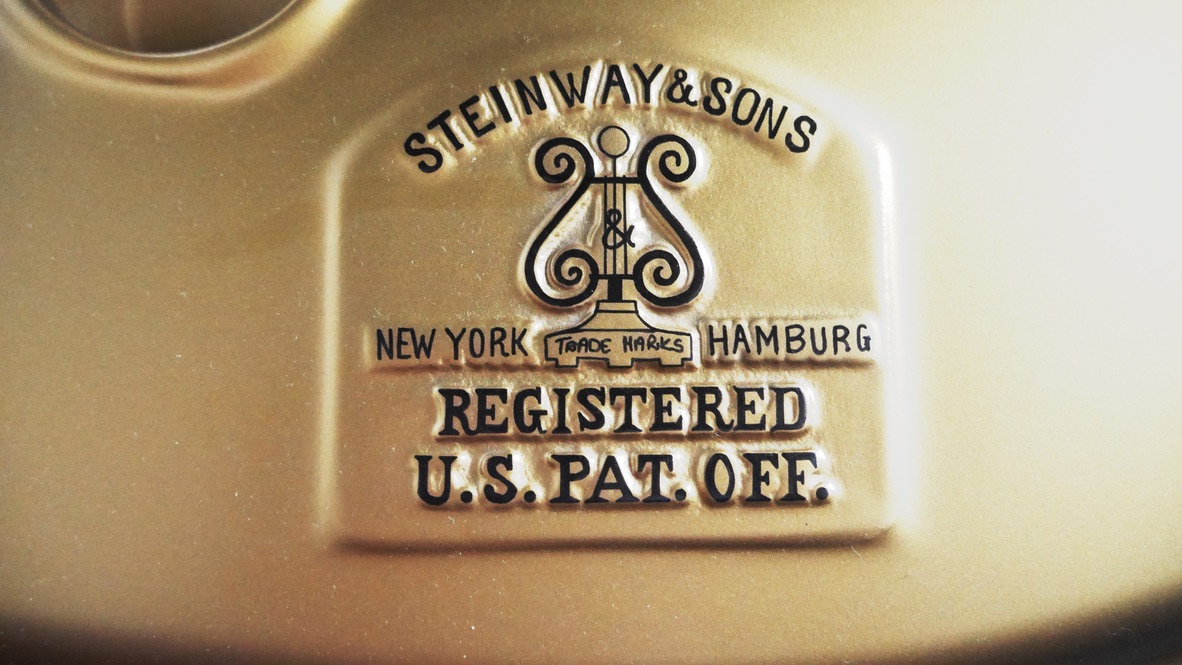 STEINWAY & SONS
&
NEW YORK TRADE MARKS HAMBURG
REGISTERED
U.S. PAT. OFF.